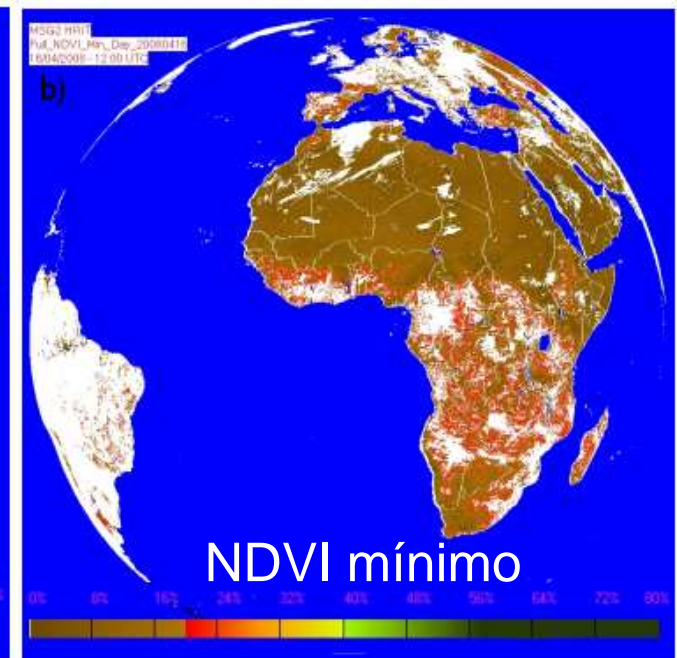 MSG2 HRIT
Full_NDVI_Min_Day_20080416
16/04/2008 - 12:00 UTC
b)
NDVI mínimo
0% 8% 16% 24% 32% 40% 48% 56% 64% 72% 80%